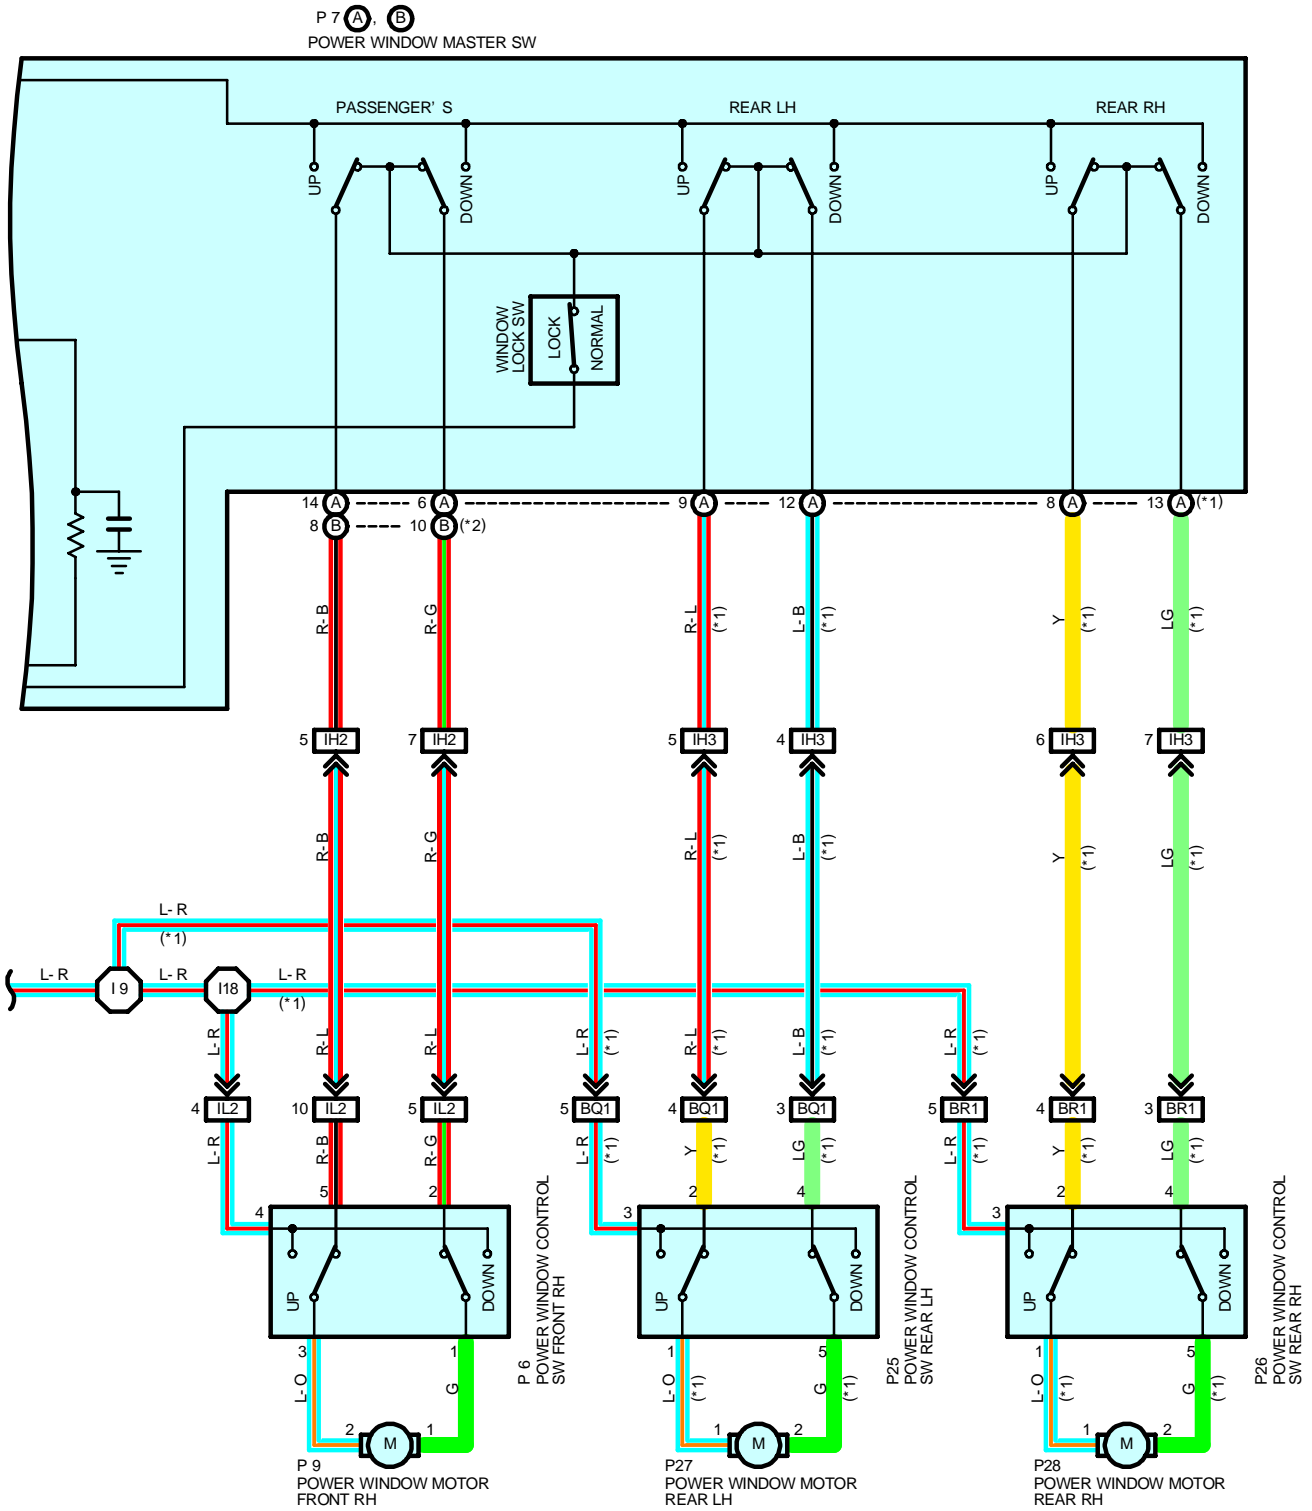 P 7 A, B
POWER WINDOW MASTER SW
PASSENGER' S
REAR LH
REAR RH
UP
DOWN
UP
DOWN
UP
DOWN
WINDOW
LOCK SW
LOCK
NORMAL
14 A
6 A
9 A
12 A
8 A
13 A (*1)
8 B
10 B (*2)
R- B
R- G
R- L
(*1)
L- B
(*1)
Y
(*1)
LG
(*1)
5 IH2
7 IH2
5 IH3
4 IH3
6 IH3
7 IH3
R- B
R- G
R- L
(*1)
L- B
(*1)
Y
(*1)
LG
(*1)
L- R
(*1)
L- R
I 9
L- R
I18
L- R
(*1)
L- R
R- L
R- L
L- R
(*1)
R- L
(*1)
L- B
(*1)
L- R
(*1)
4 IL2
10 IL2
5 IL2
5 BQ1
4 BQ1
3 BQ1
5 BR1
4 BR1
3 BR1
L- R
R- B
R- G
L- R
(*1)
Y
(*1)
LG
(*1)
L- R
(*1)
Y
(*1)
LG
(*1)
4
5
2
3
2
4
3
2
4
UP
DOWN
UP
DOWN
UP
DOWN
P 6
POWER WINDOW CONTROL
SW FRONT RH
P25
POWER WINDOW CONTROL
SW REAR LH
P26
POWER WINDOW CONTROL
SW REAR RH
3
1
1
5
1
5
L- O
G
L- O
(*1)
G
(*1)
L- O
(*1)
G
(*1)
2
M
1
1
M
2
1
M
2
P 9
POWER WINDOW MOTOR
FRONT RH
P27
POWER WINDOW MOTOR
REAR LH
P28
POWER WINDOW MOTOR
REAR RH